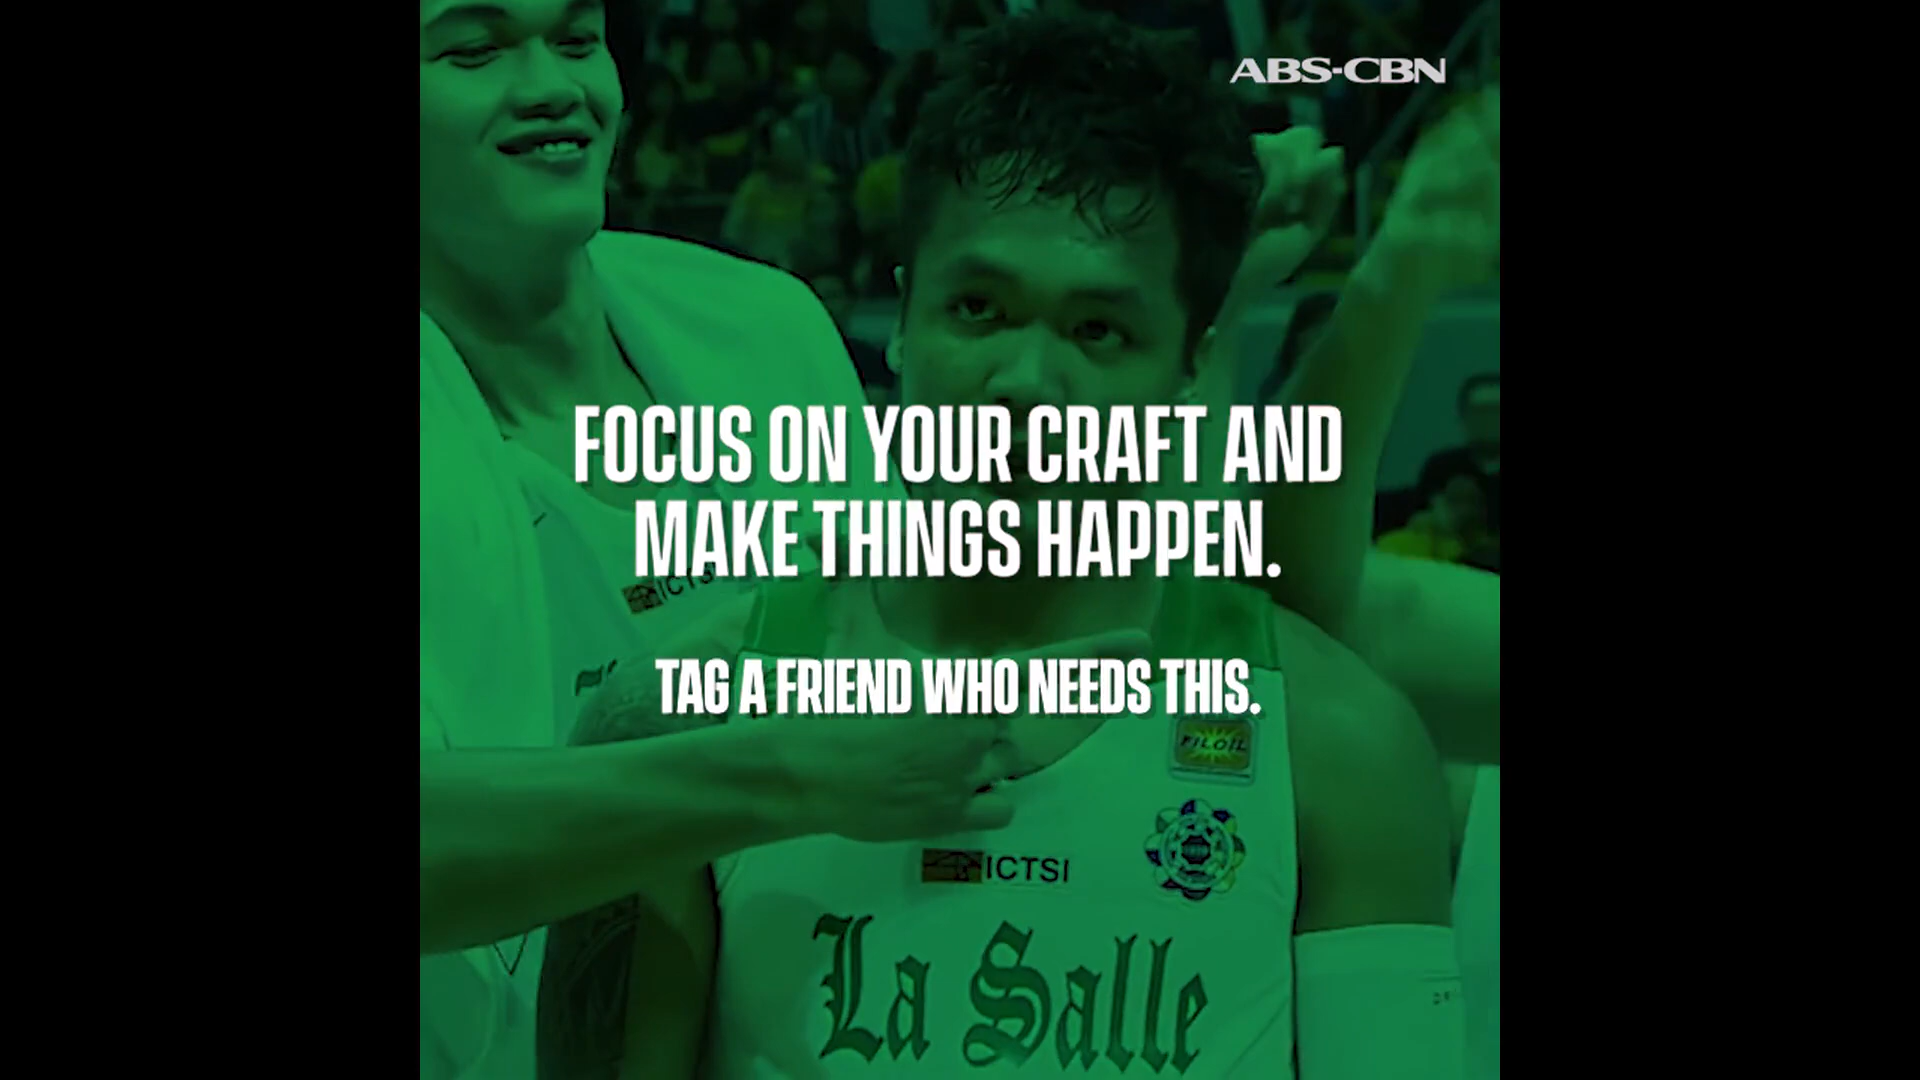 ABS-CBN
FOCUS ON YOUR CRAFT AND
MAKE THINGS HAPPEN.
ICTS
TAG A FRIEND WHO NEEDS THIS.
FILOIL
ICTSI
La Salle